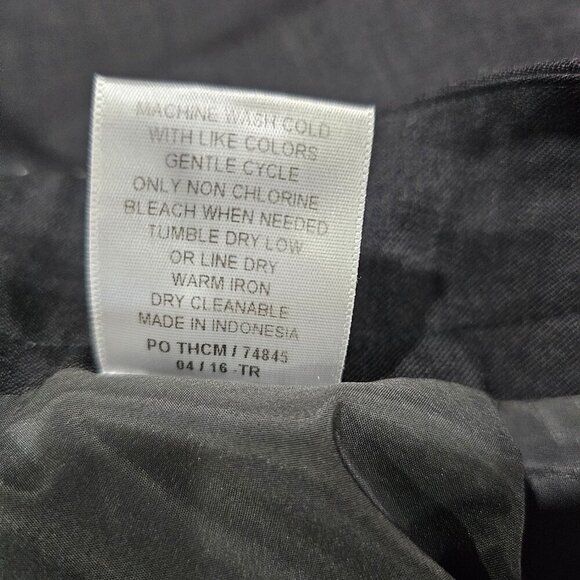 MACHINE WASH COLD
WITH LIKE COLORS
GENTLE CYCLE
ONLY NON CHLORINE
BLEACH WHEN NEEDED
TUMBLE DRY LOW
OR LINE DRY
WARM IRON
DRY CLEANABLE
MADE IN INDONESIA
PO THCM / 74845
04 / 16 -TR